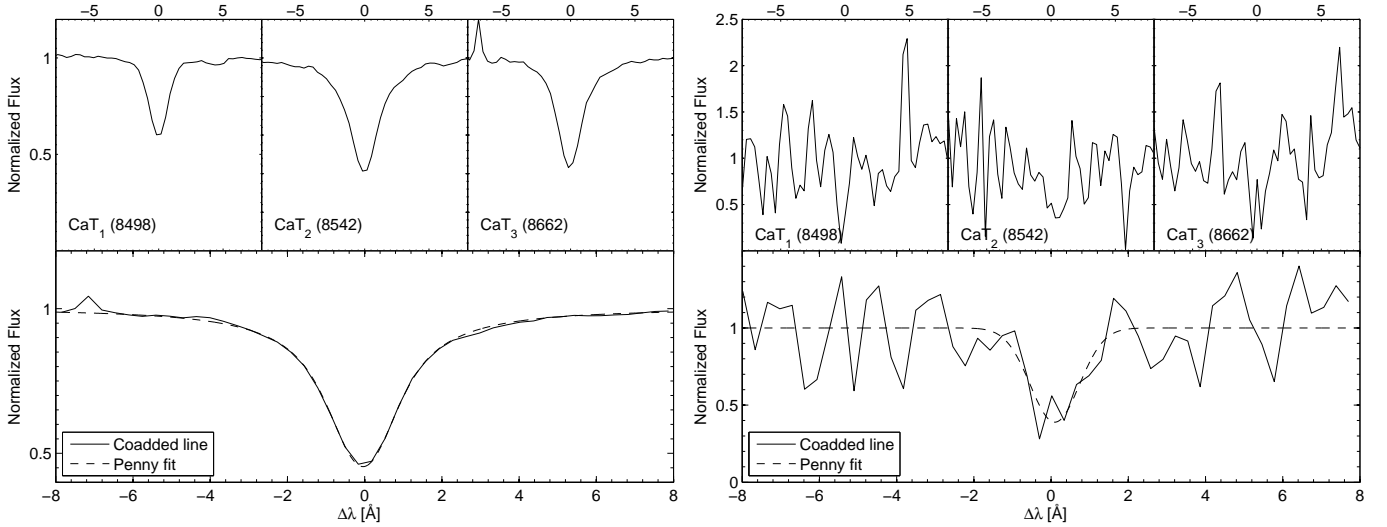 −5 0 5 −5 0 5 −5 0 5
1
0.5
Normalized Flux
CaT1 (8498)
CaT2 (8542)
CaT3 (8662)
1
0.5
Normalized Flux
Coadded line
Penny fit
−8 −6 −4 −2 0 2 4 6 8
Δλ [Å]
−5 0 5 −5 0 5 −5 0 5
2.5
2
1.5
1
0.5
Normalized Flux
CaT1 (8498)
CaT2 (8542)
CaT3 (8662)
1
0.5
0
Normalized Flux
Coadded line
Penny fit
−8 −6 −4 −2 0 2 4 6 8
Δλ [Å]